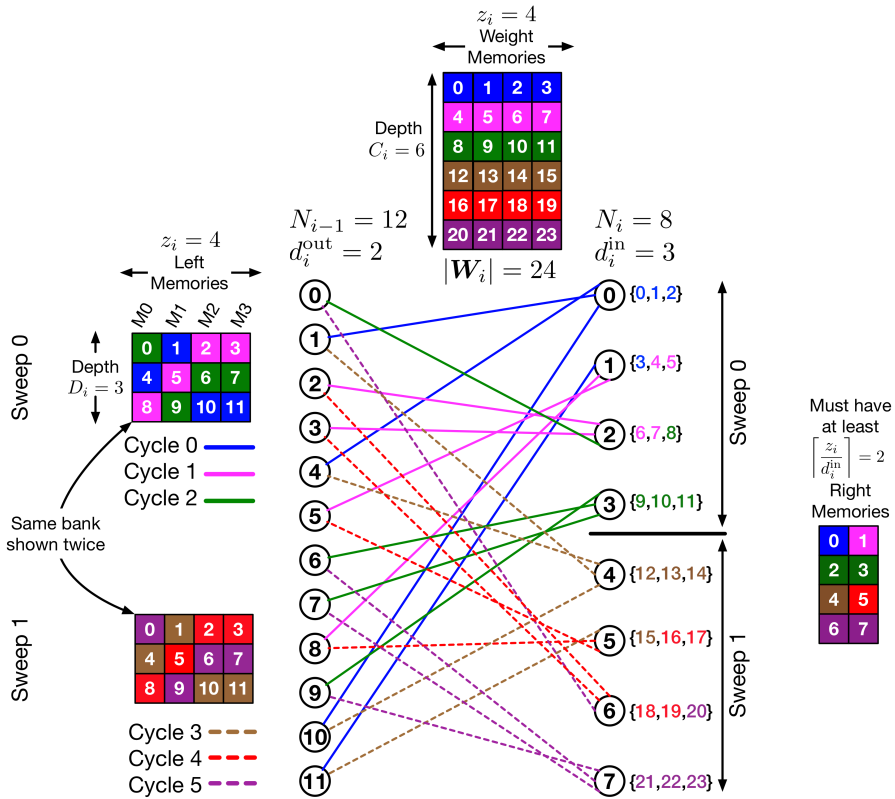 z_i = 4
Weight
Memories
0 1 2 3
4 5 6 7
8 9 10 11
12 13 14 15
16 17 18 19
20 21 22 23
Depth
C_i = 6
|W_i| = 24
N_{i−1} = 12
d_i^{out} = 2
N_i = 8
d_i^{in} = 3
z_i = 4
Left
Memories
M0 M1 M2 M3
0 1 2 3
4 5 6 7
8 9 10 11
Depth
D_i = 3
Sweep 0
Cycle 0
Cycle 1
Cycle 2
Same bank
shown twice
Sweep 1
0 1 2 3
4 5 6 7
8 9 10 11
Cycle 3
Cycle 4
Cycle 5
0
1
2
3
4
5
6
7
8
9
10
11
0 {0,1,2}
1 {3,4,5}
2 {6,7,8}
3 {9,10,11}
4 {12,13,14}
5 {15,16,17}
6 {18,19,20}
7 {21,22,23}
Sweep 0
Sweep 1
Must have
at least
⌈z_i/d_i^{in}⌉ = 2
Right
Memories
0 1
2 3
4 5
6 7